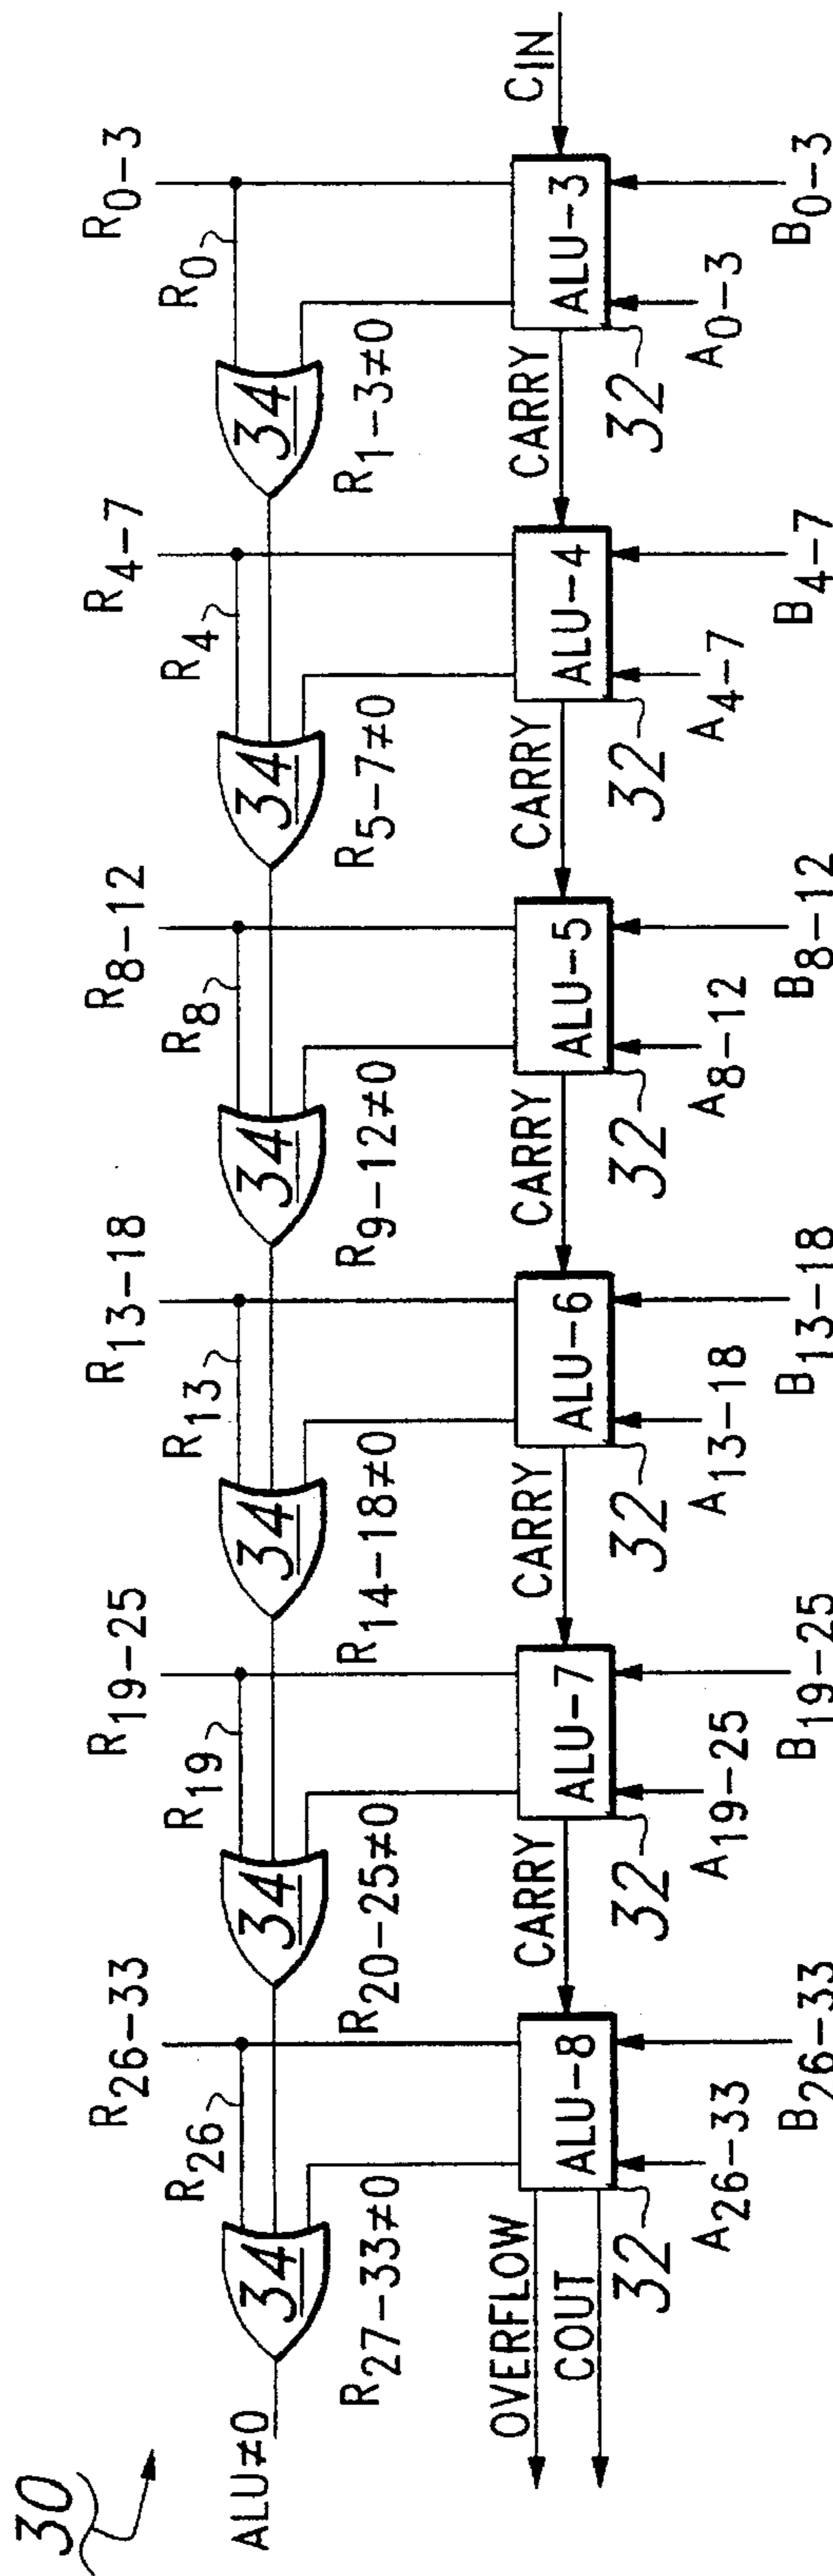 30
ALU≠0
R26–33
R26
R19–25
R19
R13–18
R13
R8–12
R8
R4–7
R4
R0–3
R0
34
34
34
34
34
34
R27–33≠0
R20–25≠0
R14–18≠0
R9–12≠0
R5–7≠0
R1–3≠0
OVERFLOW
COUT
CARRY
CARRY
CARRY
CARRY
CARRY
CIN
ALU–8
ALU–7
ALU–6
ALU–5
ALU–4
ALU–3
32
32
32
32
32
32
A26–33
A19–25
A13–18
A8–12
A4–7
A0–3
B26–33
B19–25
B13–18
B8–12
B4–7
B0–3